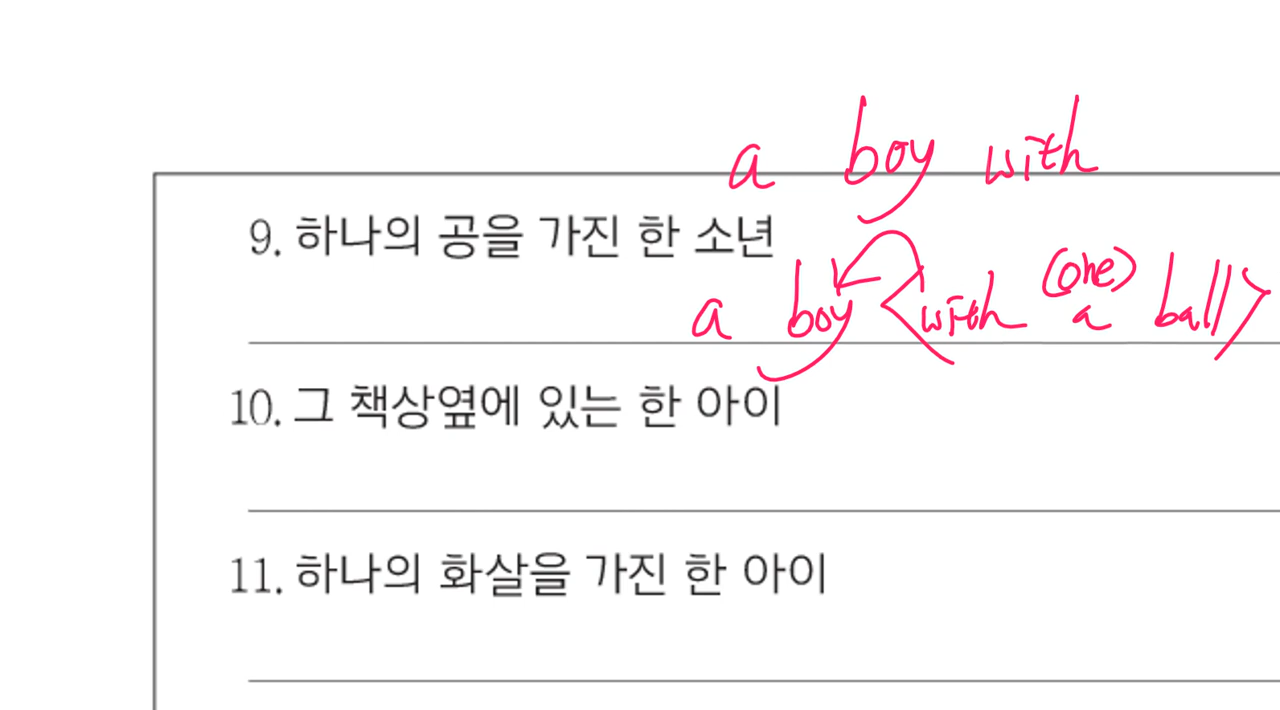 a boy with
9. 하나의 공을 가진 한 소년
(one)
a boy <with a ball>
10. 그 책상옆에 있는 한 아이
11. 하나의 화살을 가진 한 아이